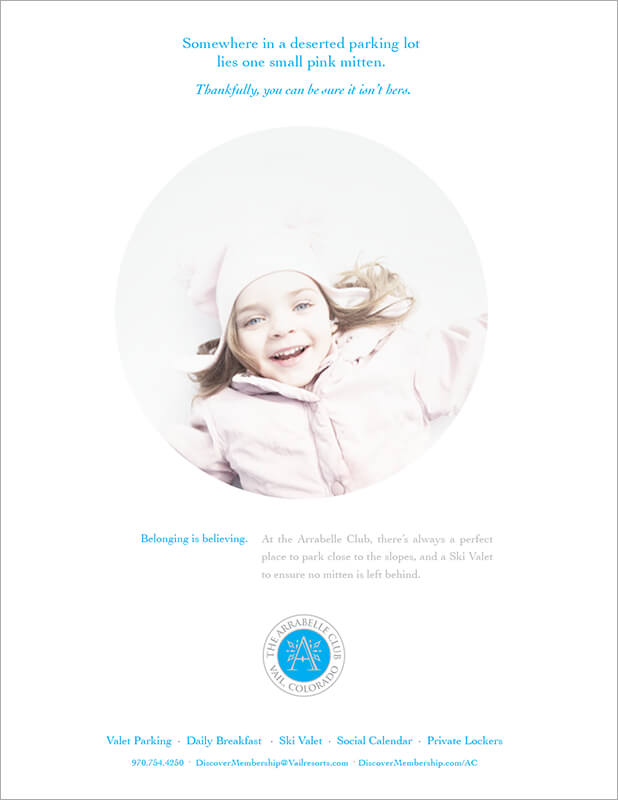 Somewhere in a deserted parking lot
lies one small pink mitten.
Thankfully, you can be sure it isn't here.
Belonging is believing.
At the Arrabelle Club, there's always a perfect
place to park close to the slopes, and a Ski Valet
to ensure no mitten is left behind.
THE ARRABELLE CLUB
A
VAIL, COLORADO
Valet Parking · Daily Breakfast · Ski Valet · Social Calendar · Private Lockers
970.754.4250 · DiscoverMembership@Vailresorts.com · DiscoverMembership.com/AC